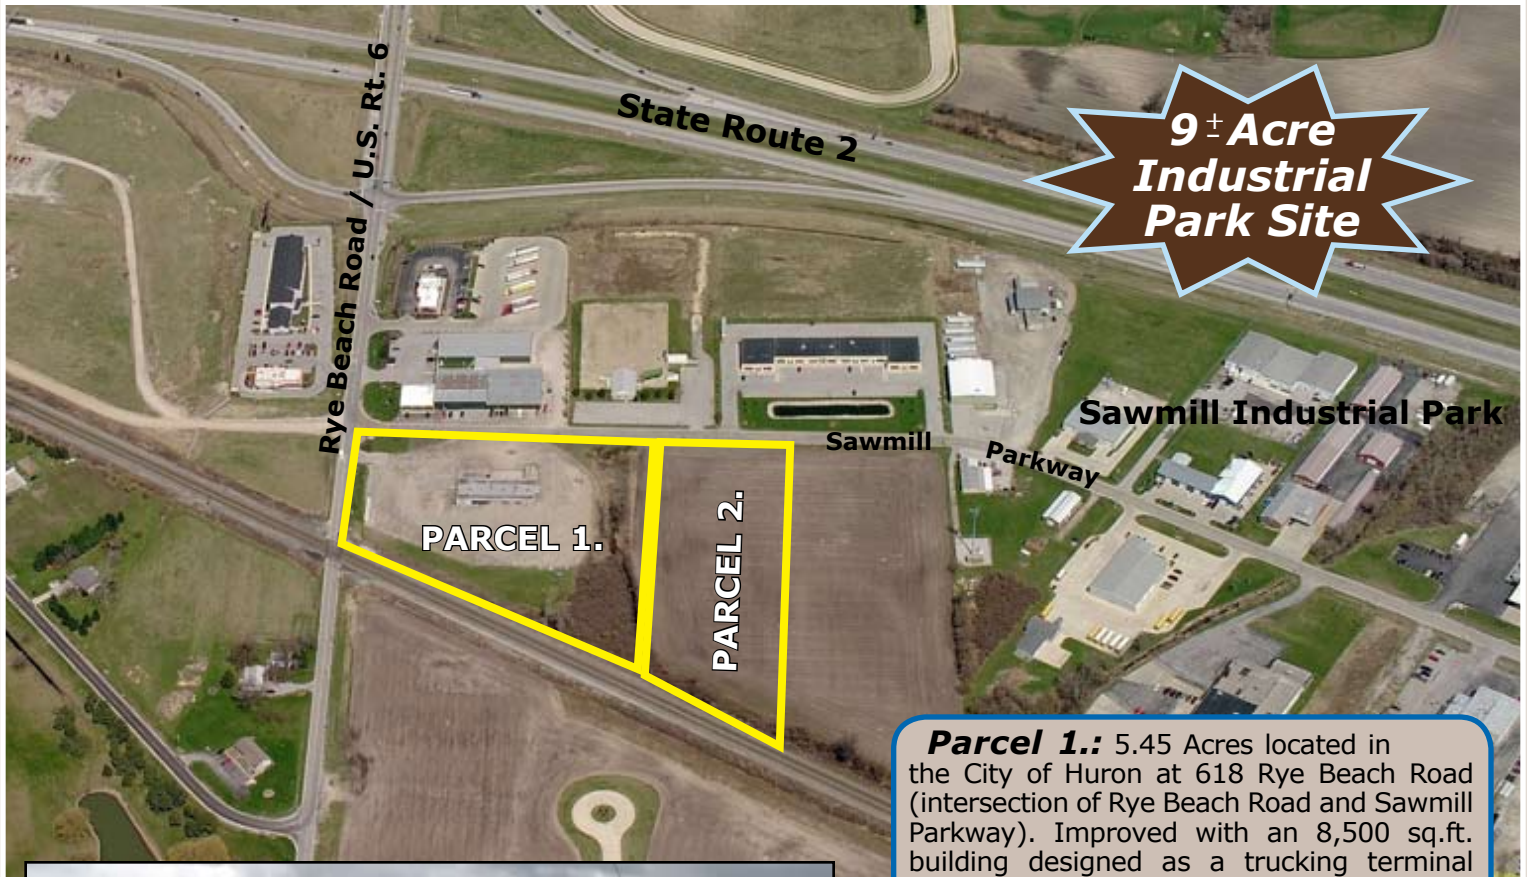 Rye Beach Road / U.S. Rt. 6
State Route 2
9 ± Acre
Industrial
Park Site
Sawmill Industrial Park
Sawmill Parkway
PARCEL 1.
PARCEL 2.
Parcel 1.: 5.45 Acres located in
the City of Huron at 618 Rye Beach Road
(intersection of Rye Beach Road and Sawmill
Parkway). Improved with an 8,500 sq.ft.
building designed as a trucking terminal